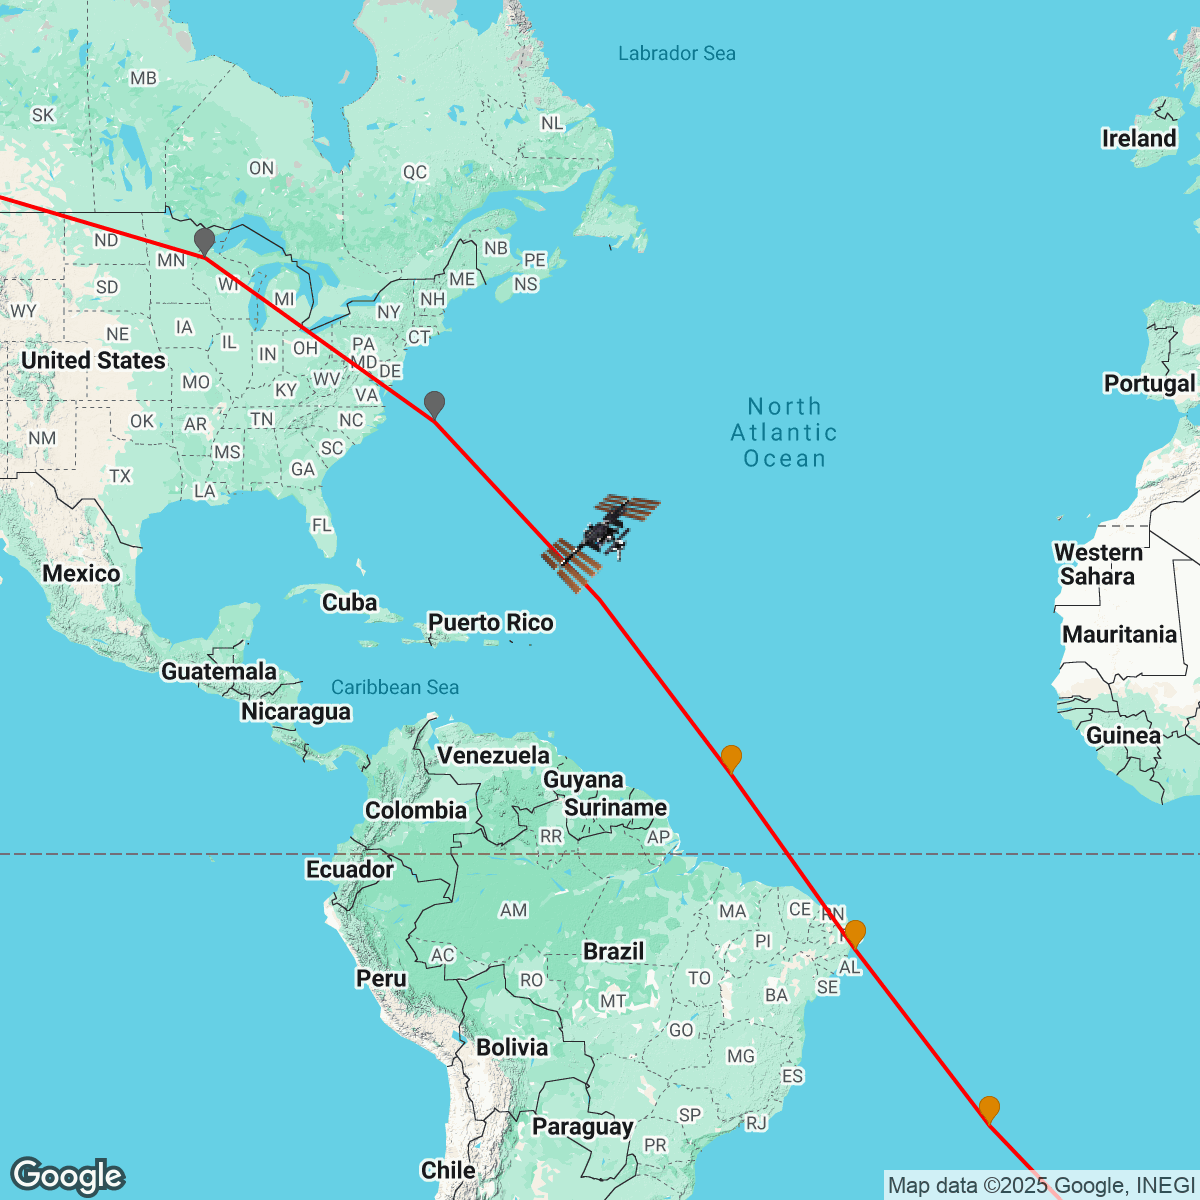 Labrador Sea
MB
SK
NL
Ireland
ON
QC
ND
NB
MN
PE
ME
SD
WI
NS
MI
NH
WY
NY
IA
NE
CT
IL
PA
OH
IN
United States
MD
DE
MO
WV
KY
VA
Portugal
North
Atlantic
Ocean
OK
AR
TN
NC
NM
MS
SC
GA
TX
LA
FL
Western
Sahara
Mexico
Cuba
Puerto Rico
Mauritania
Guatemala
Caribbean Sea
Nicaragua
Guinea
Venezuela
Guyana
Suriname
Colombia
RR
AP
Ecuador
AM
MA
CE
RN
PI
Brazil
AC
AL
Peru
RO
TO
SE
MT
BA
GO
Bolivia
MG
ES
SP
RJ
Paraguay
PR
Chile
Google
Map data ©2025 Google, INEGI